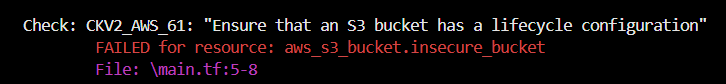 Check: CKV2_AWS_61: "Ensure that an S3 bucket has a lifecycle configuration"
FAILED for resource: aws_s3_bucket.insecure_bucket
File: \main.tf:5-8